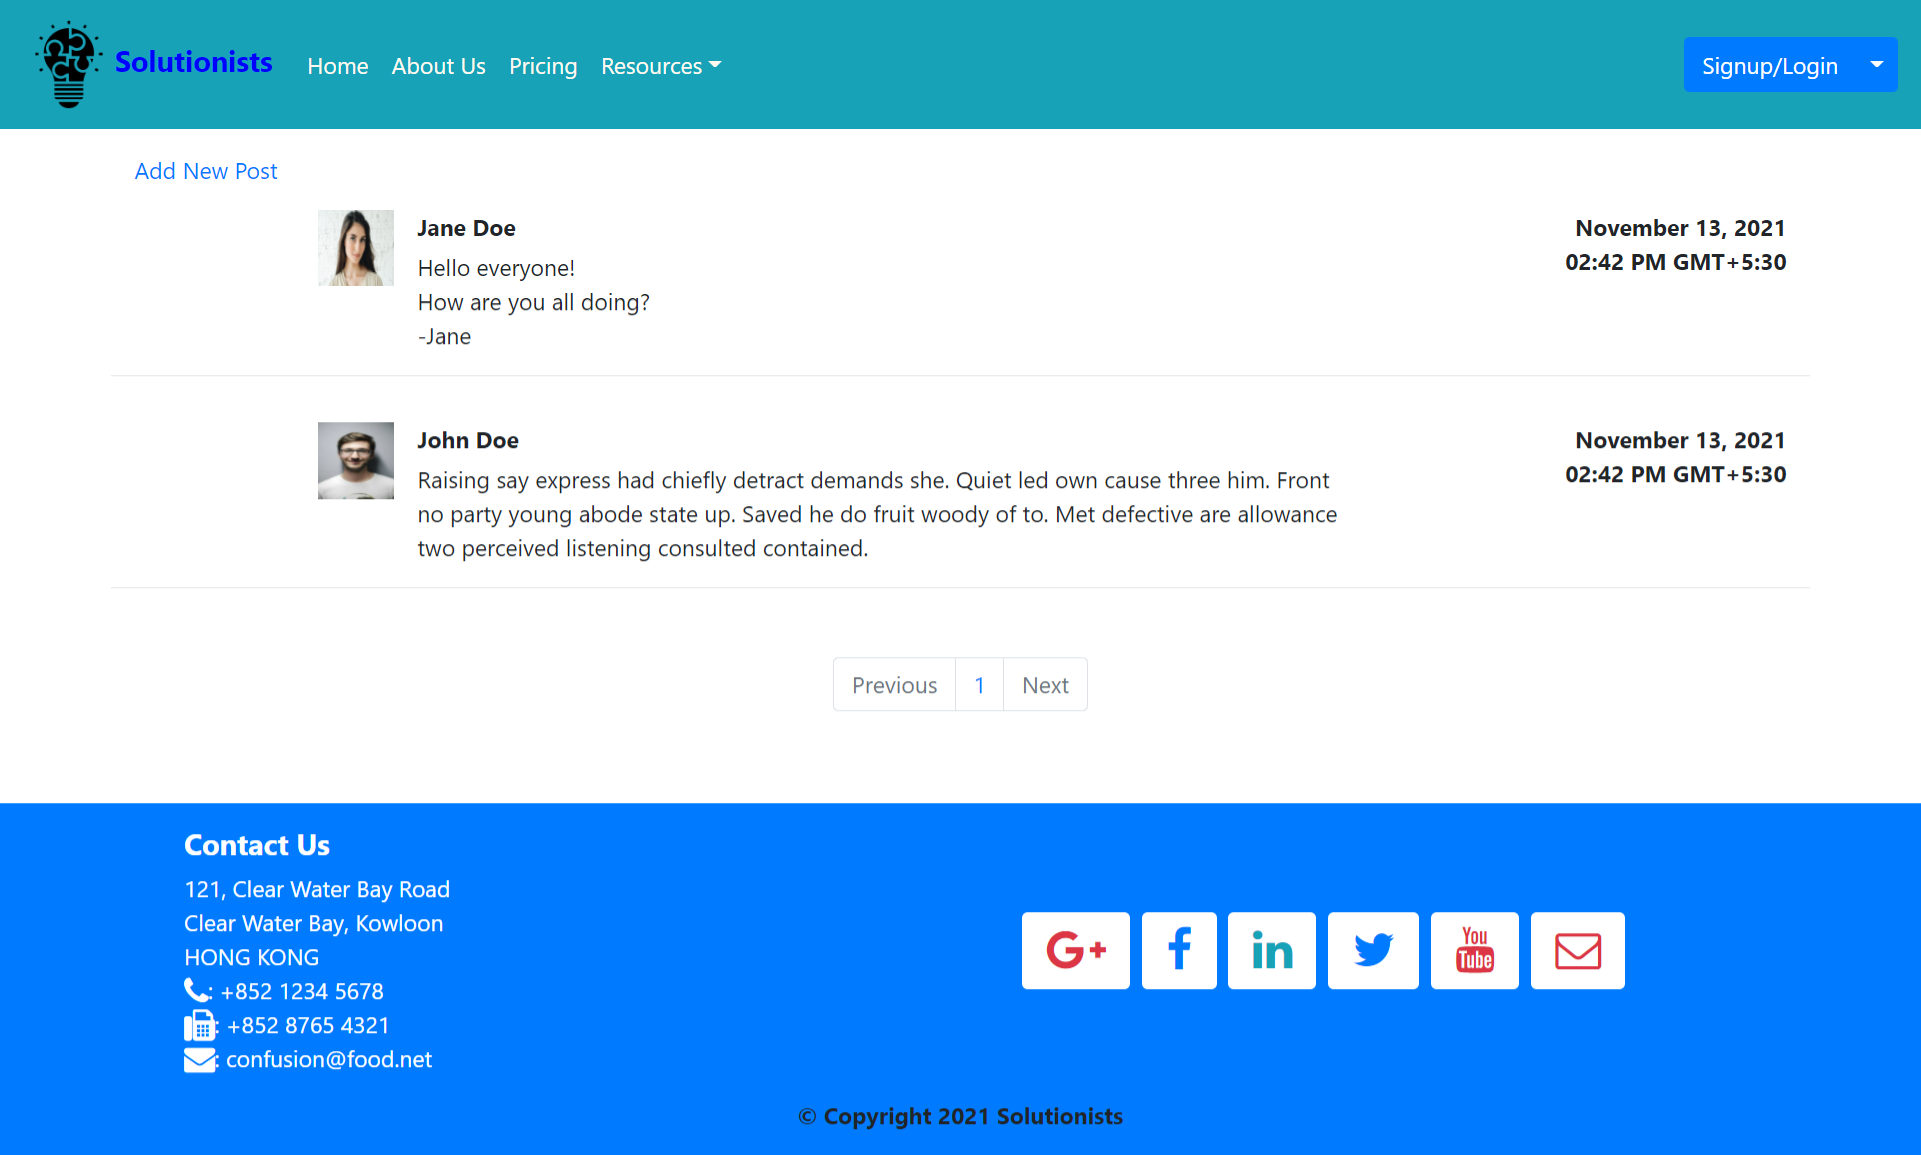 Solutionists
Home About Us Pricing Resources
Signup/Login
Add New Post
Jane Doe
November 13, 2021
02:42 PM GMT+5:30
Hello everyone!
How are you all doing?
-Jane
John Doe
November 13, 2021
02:42 PM GMT+5:30
Raising say express had chiefly detract demands she. Quiet led own cause three him. Front
no party young abode state up. Saved he do fruit woody of to. Met defective are allowance
two perceived listening consulted contained.
Previous 1 Next
Contact Us
121, Clear Water Bay Road
Clear Water Bay, Kowloon
HONG KONG
: +852 1234 5678
: +852 8765 4321
: confusion@food.net
G+ f in You Tube
© Copyright 2021 Solutionists